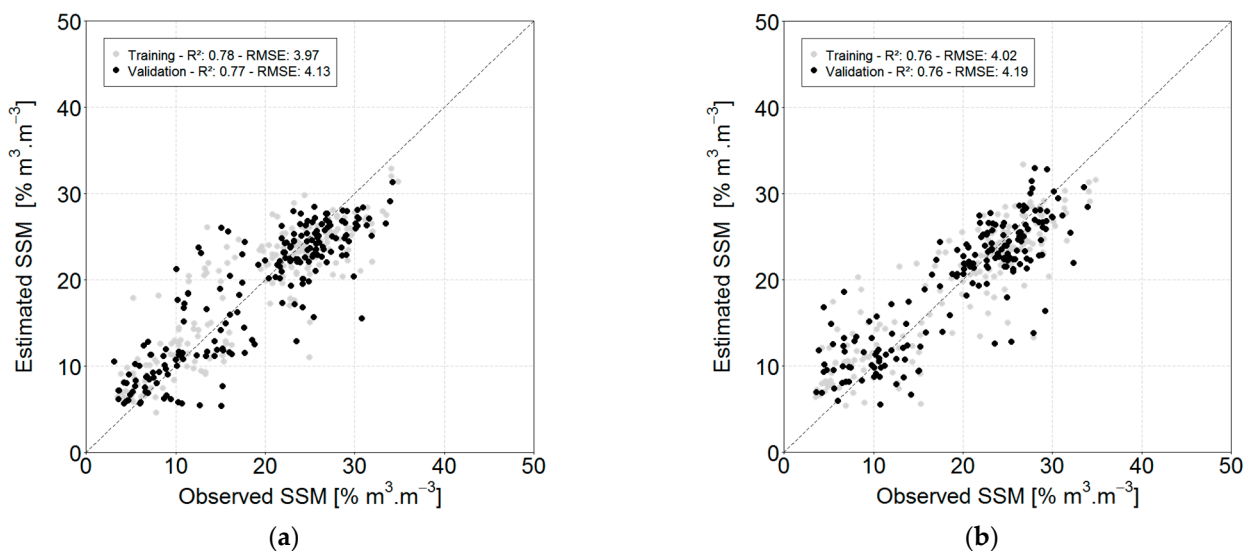 50
40
30
20
10
0
Estimated SSM [% m³.m⁻³]
Training - R²: 0.78 - RMSE: 3.97
Validation - R²: 0.77 - RMSE: 4.13
0 10 20 30 40 50
Observed SSM [% m³.m⁻³]
(a)
50
40
30
20
10
0
Estimated SSM [% m³.m⁻³]
Training - R²: 0.76 - RMSE: 4.02
Validation - R²: 0.76 - RMSE: 4.19
0 10 20 30 40 50
Observed SSM [% m³.m⁻³]
(b)